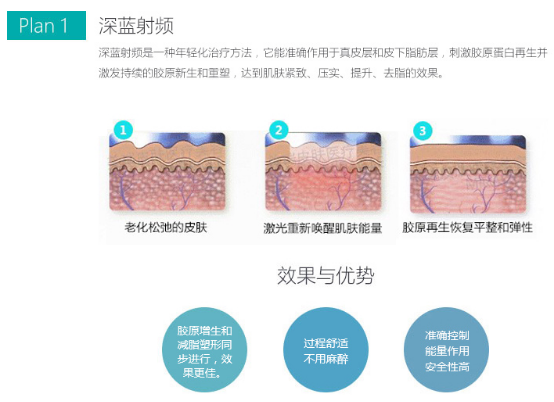 Plan 1
深蓝射频
深蓝射频是一种年轻化治疗方法，它能准确作用于真皮层和皮下脂肪层，刺激胶原蛋白再生并
激发持续的胶原新生和重塑，达到肌肤紧致、压实、提升、去脂的效果。
1
2
3
老化松弛的皮肤
激光重新唤醒肌肤能量
胶原再生恢复平整和弹性
效果与优势
胶原增生和
减脂塑形同
步进行，效
果更佳。
过程舒适
不用麻醉
准确控制
能量作用
安全性高